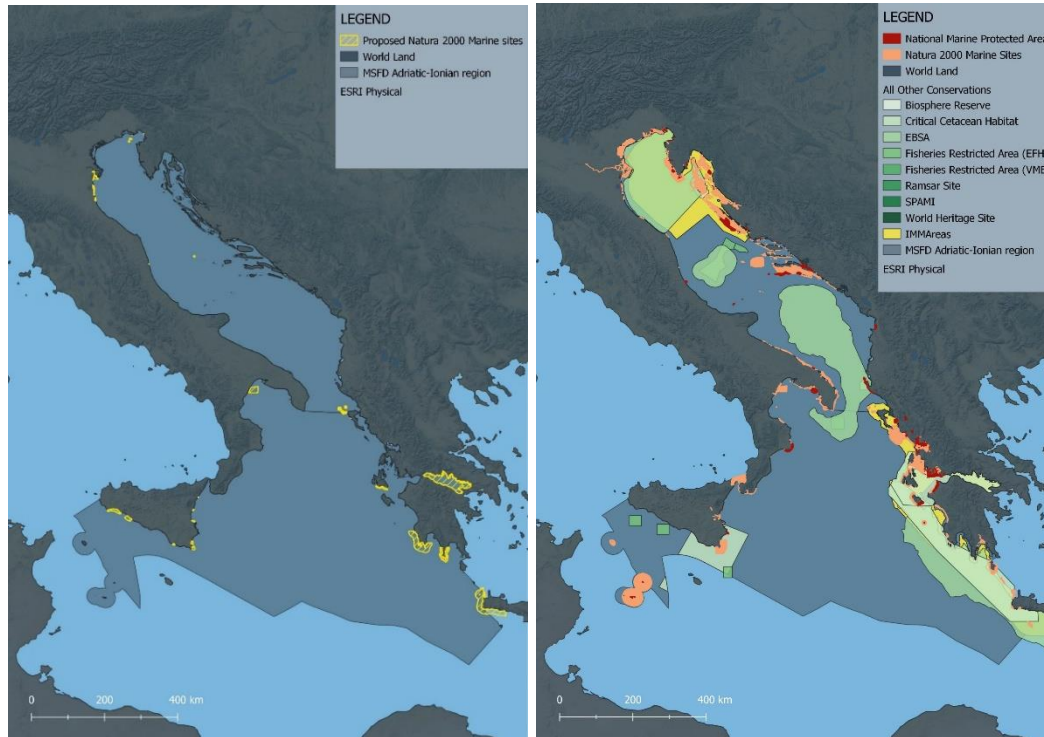 LEGEND
Proposed Natura 2000 Marine sites
World Land
MSFD Adriatic-Ionian region
ESRI Physical
0 200 400 km
LEGEND
National Marine Protected Area
Natura 2000 Marine Sites
World Land
All Other Conservations
Biosphere Reserve
Critical Cetacean Habitat
EBSA
Fisheries Restricted Area (EFH
Fisheries Restricted Area (VME
Ramsar Site
SPAMI
World Heritage Site
IMMAreas
MSFD Adriatic-Ionian region
ESRI Physical
0 200 400 km